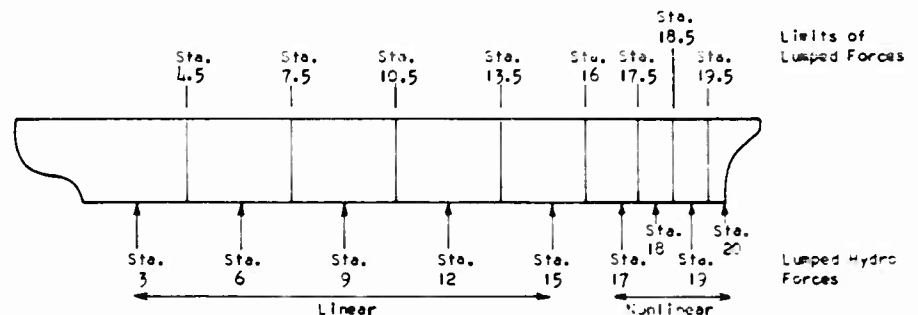 Limits of
Lumped Forces
Sta.
4.5
Sta.
7.5
Sta.
10.5
Sta.
13.5
Sta.
16
Sta.
17.5
Sta.
18.5
Sta.
19.5
Sta.
3
Sta.
6
Sta.
9
Sta.
12
Sta.
15
Sta.
17
Sta.
18
Sta.
19
Sta.
20
Lumped Hydro
Forces
Linear
Nonlinear